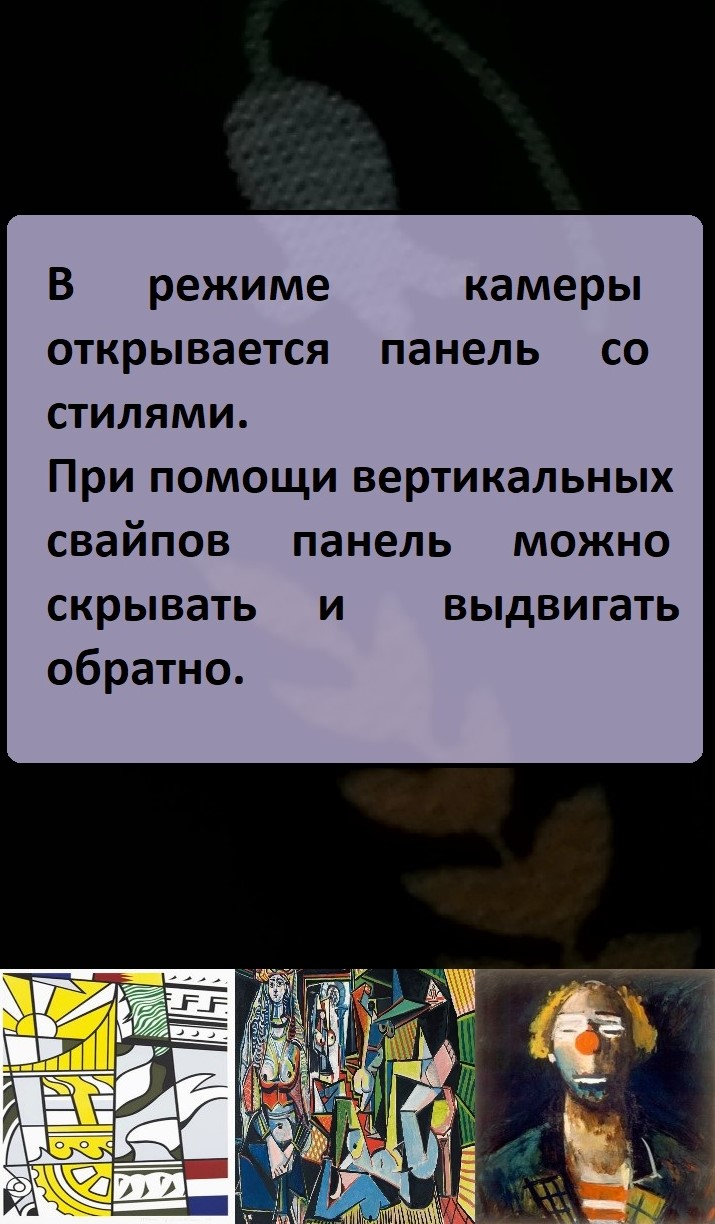 В режиме камеры
открывается панель со
стилями.
При помощи вертикальных
свайпов панель можно
скрывать и выдвигать
обратно.